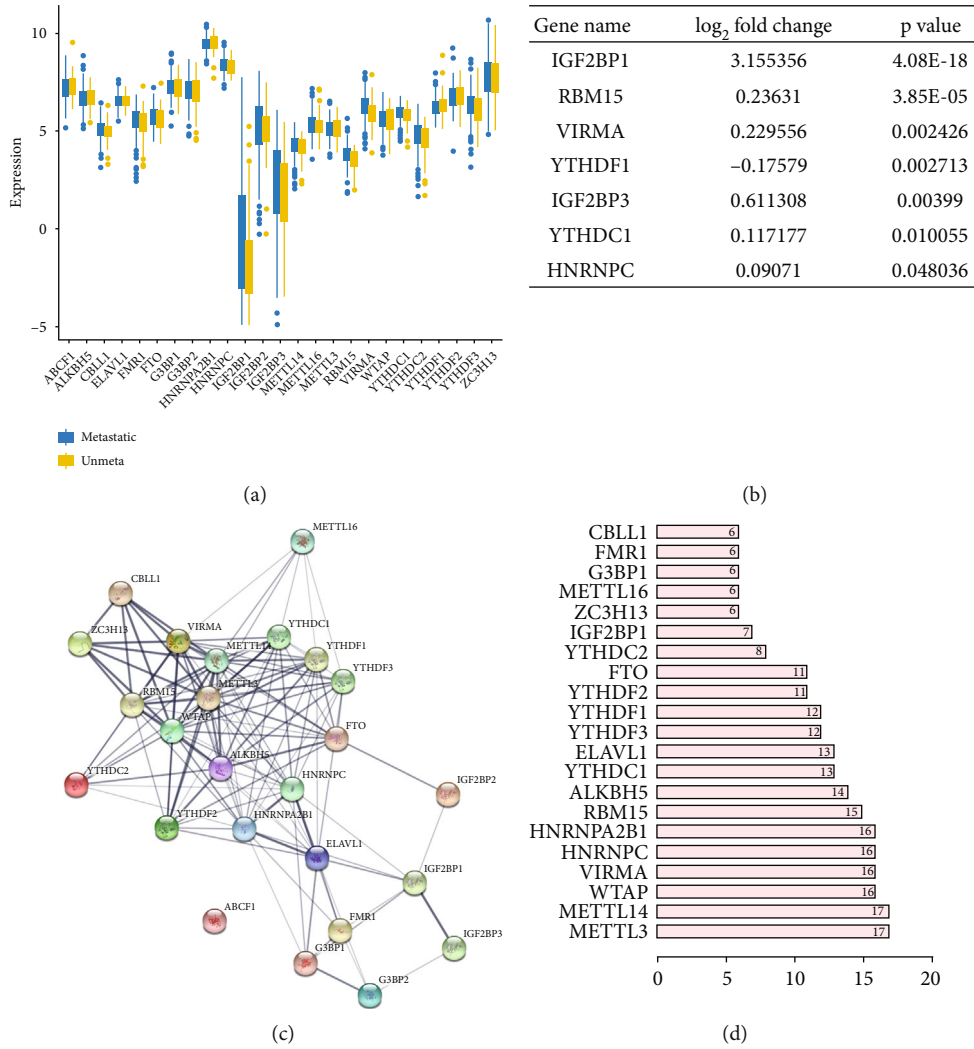 10
5
0
–5
Expression
ABCF1
ALKBH5
CBLL1
ELAVL1
FMR1
FTO
G3BP1
G3BP2
HNRNPA2B1
HNRNPC
IGF2BP1
IGF2BP2
IGF2BP3
METTL14
METTL16
METTL3
RBM15
VIRMA
WTAP
YTHDC1
YTHDC2
YTHDF1
YTHDF2
YTHDF3
ZC3H13
Metastatic
Unmeta
(a)
Gene name log2 fold change p value
IGF2BP1 3.155356 4.08E-18
RBM15 0.23631 3.85E-05
VIRMA 0.229556 0.002426
YTHDF1 –0.17579 0.002713
IGF2BP3 0.611308 0.00399
YTHDC1 0.117177 0.010055
HNRNPC 0.09071 0.048036
(b)
METTL16
CBLL1
ZC3H13
VIRMA
YTHDC1
METTL14
YTHDF1
YTHDF3
METTL3
RBM15
WTAP
FTO
ALKBH5
YTHDC2
HNRNPC
IGF2BP2
YTHDF2
HNRNPA2B1
ELAVL1
IGF2BP1
ABCF1
FMR1
IGF2BP3
G3BP1
G3BP2
(c)
CBLL1 6
FMR1 6
G3BP1 6
METTL16 6
ZC3H13 6
IGF2BP1 7
YTHDC2 8
FTO 11
YTHDF2 11
YTHDF1 12
YTHDF3 12
ELAVL1 13
YTHDC1 13
ALKBH5 14
RBM15 15
HNRNPA2B1 16
HNRNPC 16
VIRMA 16
WTAP 16
METTL14 17
METTL3 17
0 5 10 15 20
(d)